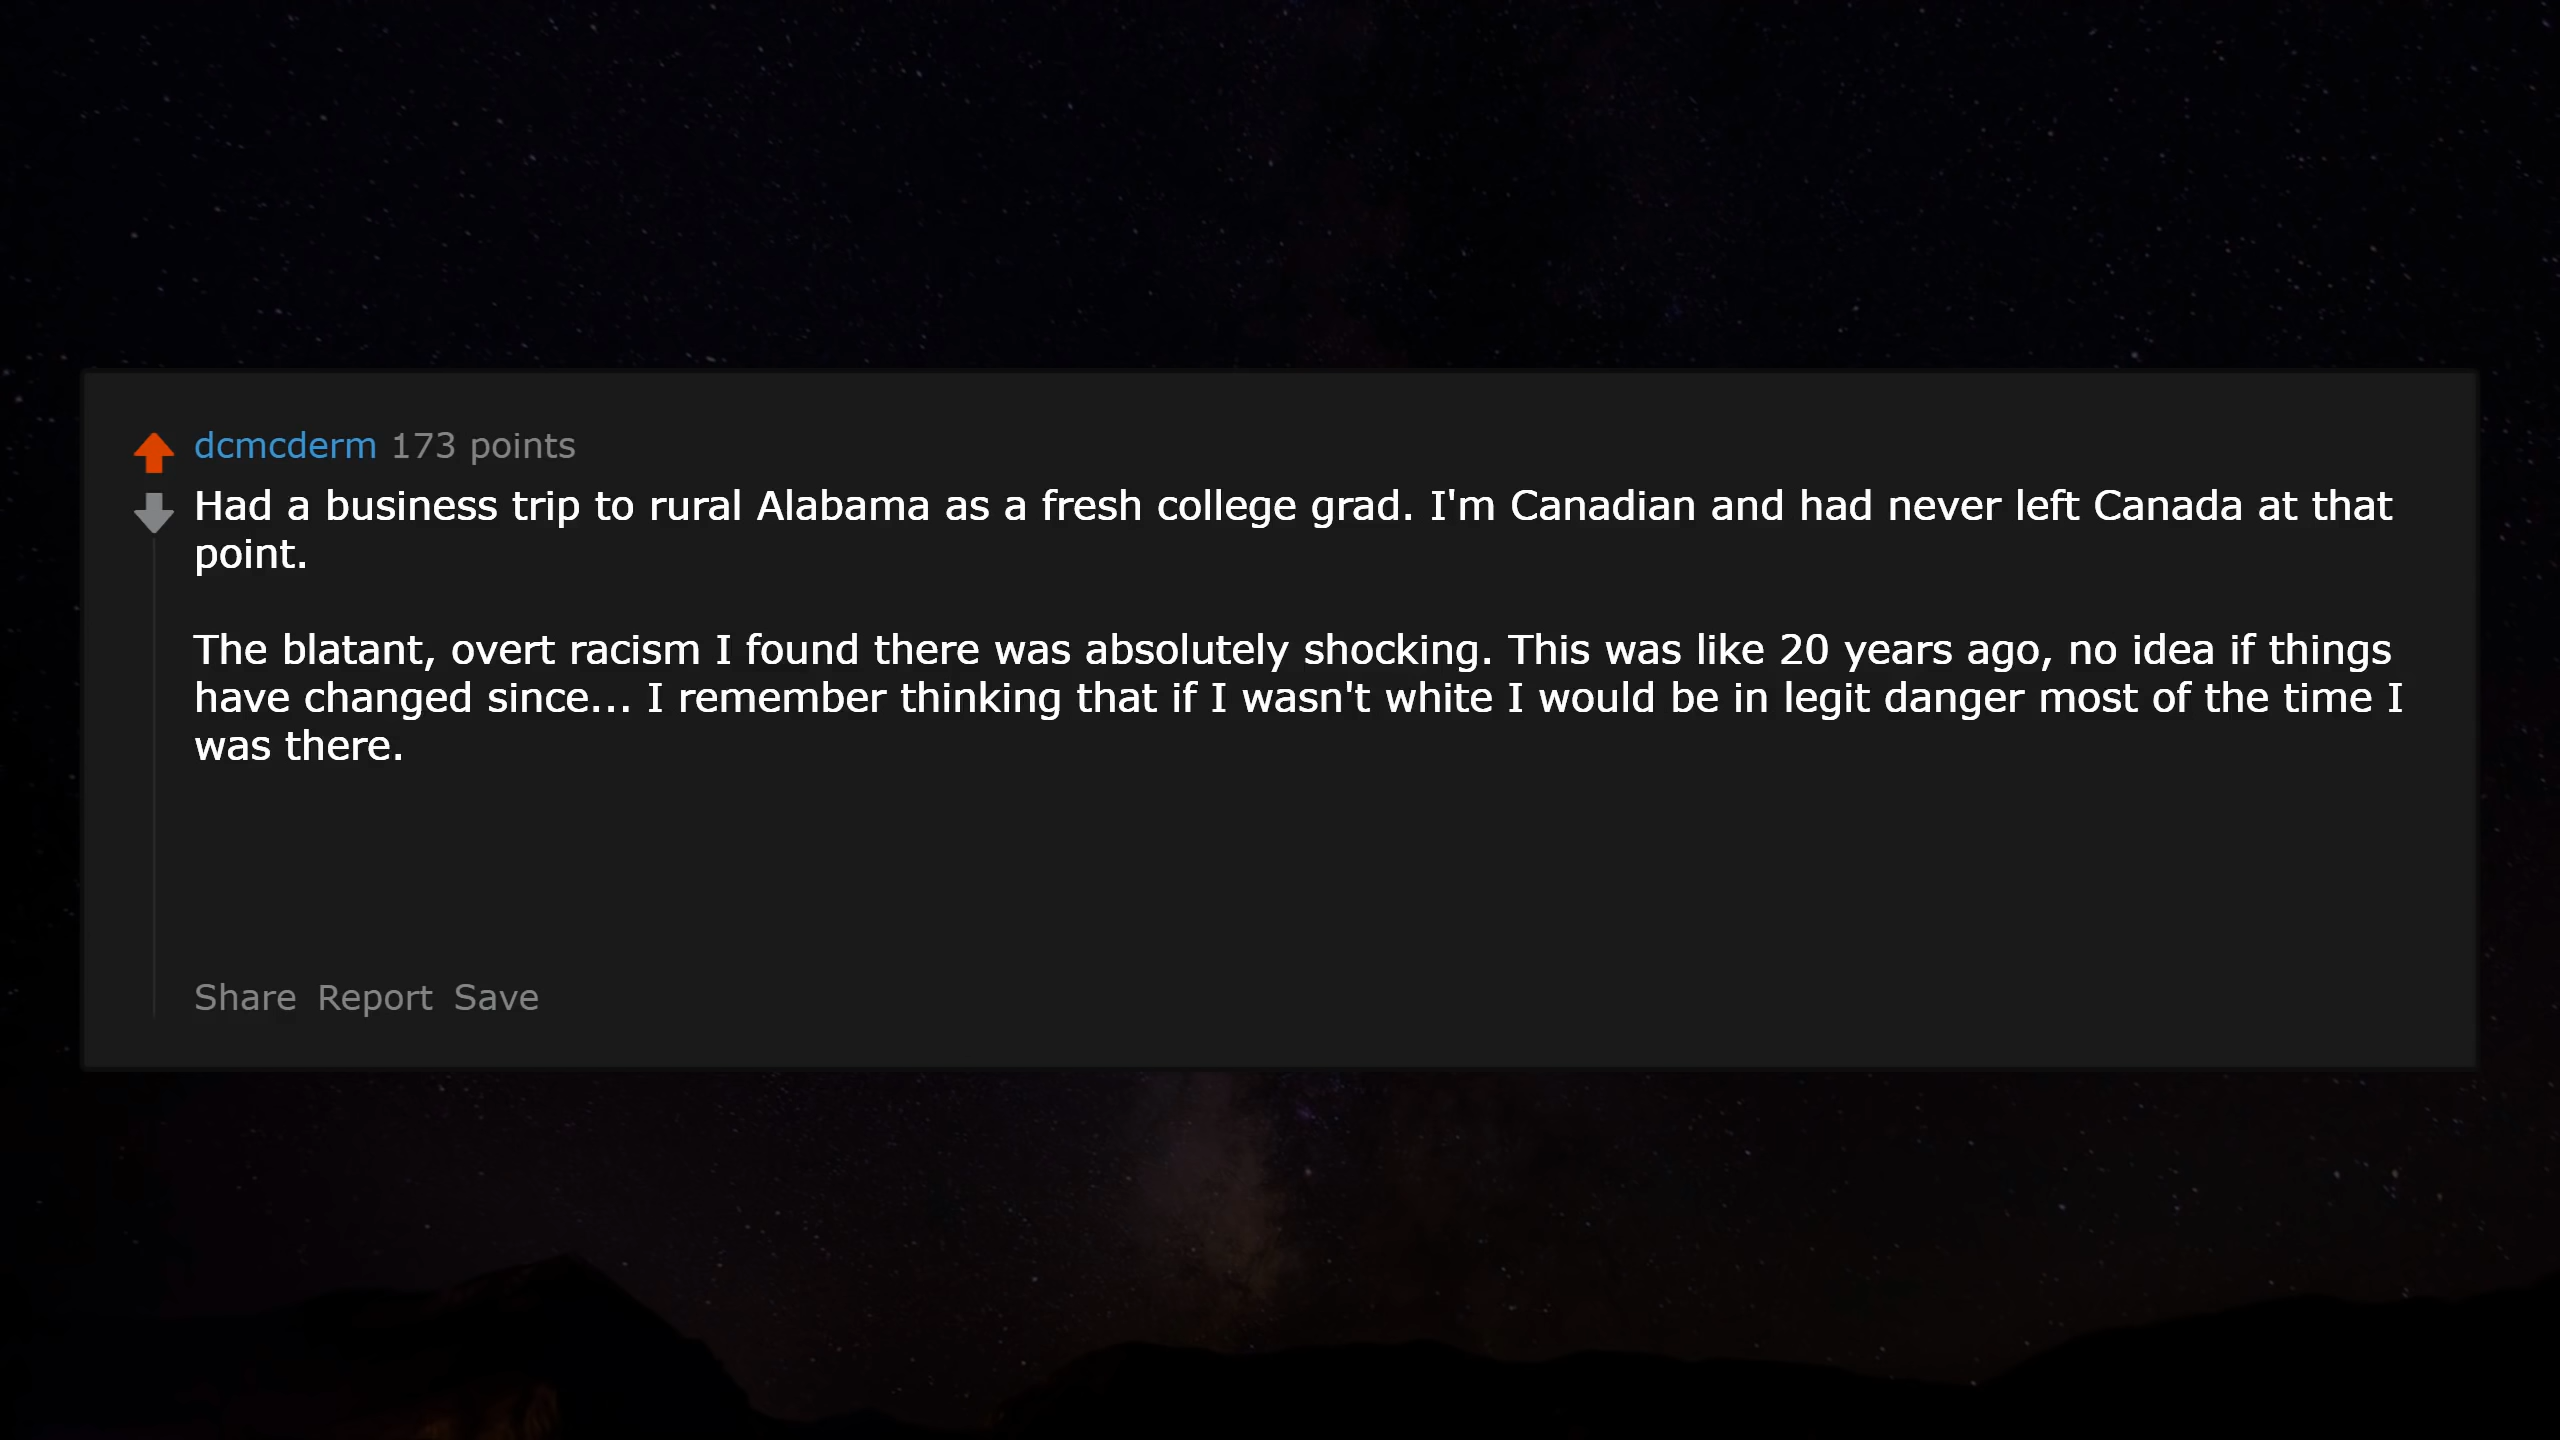 dcmcderm 173 points
Had a business trip to rural Alabama as a fresh college grad. I'm Canadian and had never left Canada at that
point.
The blatant, overt racism I found there was absolutely shocking. This was like 20 years ago, no idea if things
have changed since... I remember thinking that if I wasn't white I would be in legit danger most of the time I
was there.
Share Report Save